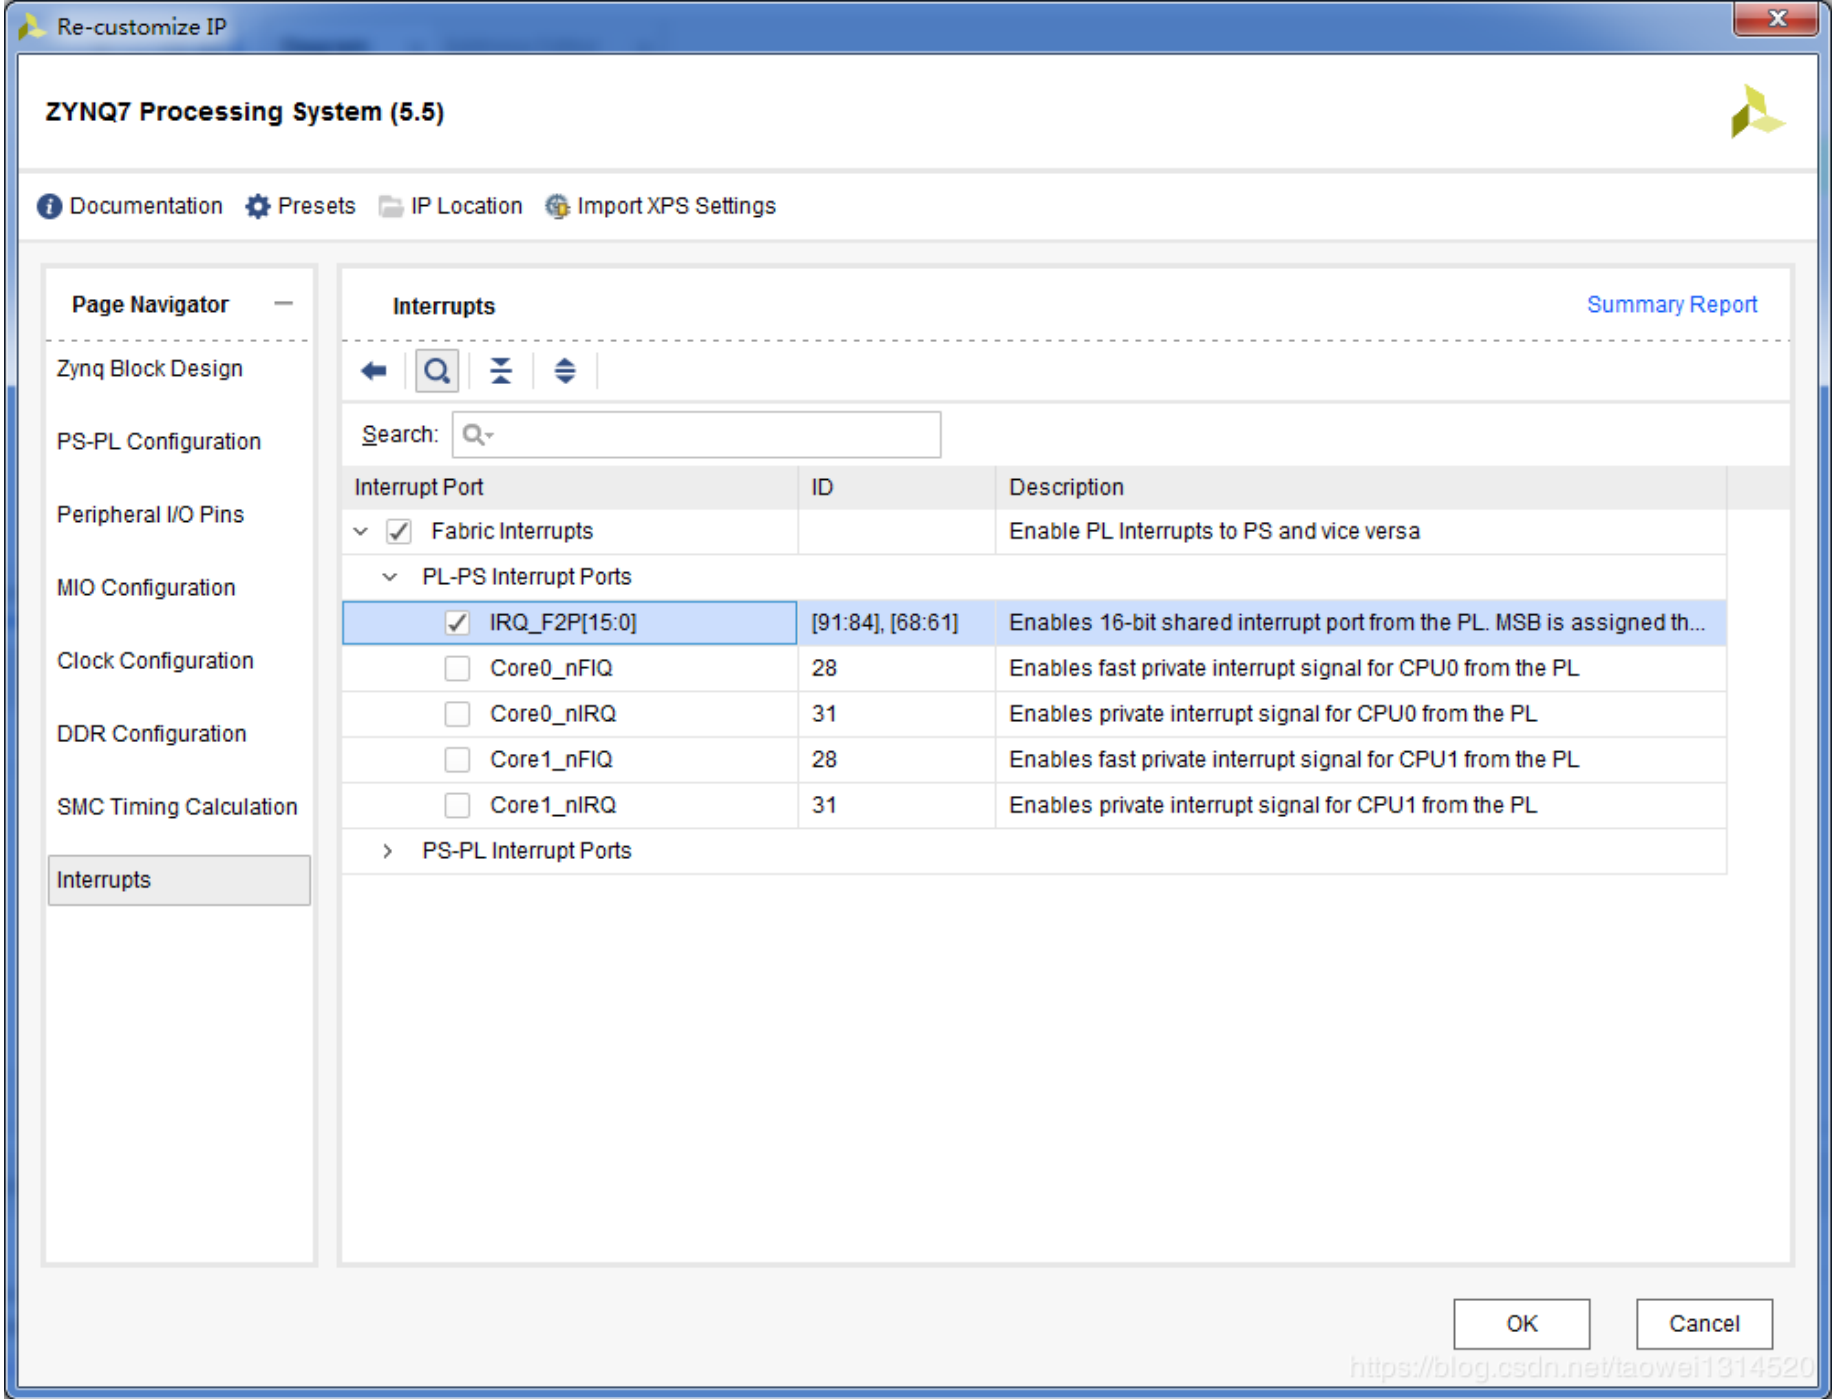 Re-customize IP
ZYNQ7 Processing System (5.5)
Documentation Presets IP Location Import XPS Settings
Page Navigator
Zynq Block Design
PS-PL Configuration
Peripheral I/O Pins
MIO Configuration
Clock Configuration
DDR Configuration
SMC Timing Calculation
Interrupts
Interrupts Summary Report
Search:
Interrupt Port ID Description
Fabric Interrupts Enable PL Interrupts to PS and vice versa
PL-PS Interrupt Ports
IRQ_F2P[15:0] [91:84], [68:61] Enables 16-bit shared interrupt port from the PL. MSB is assigned th...
Core0_nFIQ 28 Enables fast private interrupt signal for CPU0 from the PL
Core0_nIRQ 31 Enables private interrupt signal for CPU0 from the PL
Core1_nFIQ 28 Enables fast private interrupt signal for CPU1 from the PL
Core1_nIRQ 31 Enables private interrupt signal for CPU1 from the PL
PS-PL Interrupt Ports
OK Cancel
https://blog.csdn.net/taowei1314520